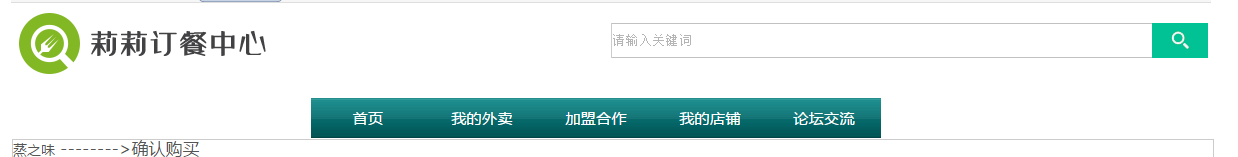 莉莉订餐中心
请输入关键词
首页 我的外卖 加盟合作 我的店铺 论坛交流
蒸之味 -------->确认购买